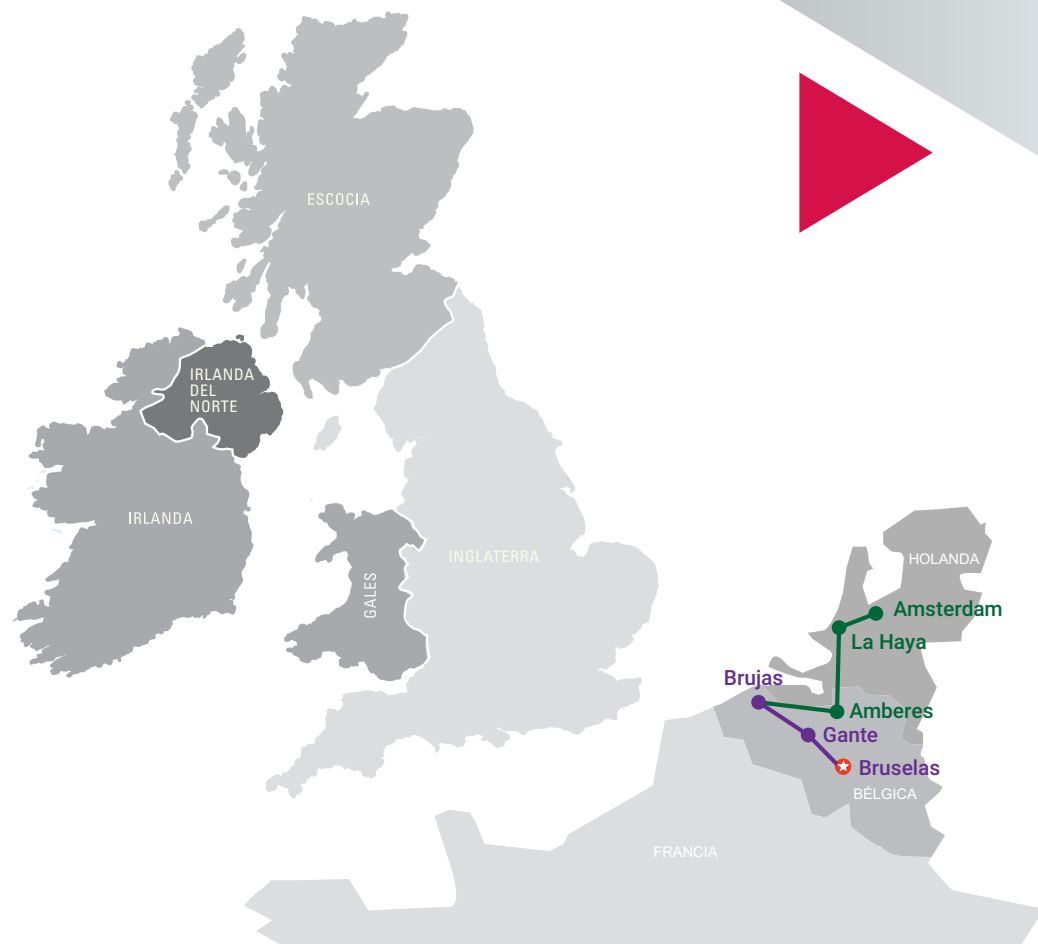 ESCOCIA
IRLANDA
DEL
NORTE
IRLANDA
GALES
INGLATERRA
HOLANDA
Amsterdam
La Haya
Brujas
Amberes
Gante
Bruselas
BÉLGICA
FRANCIA